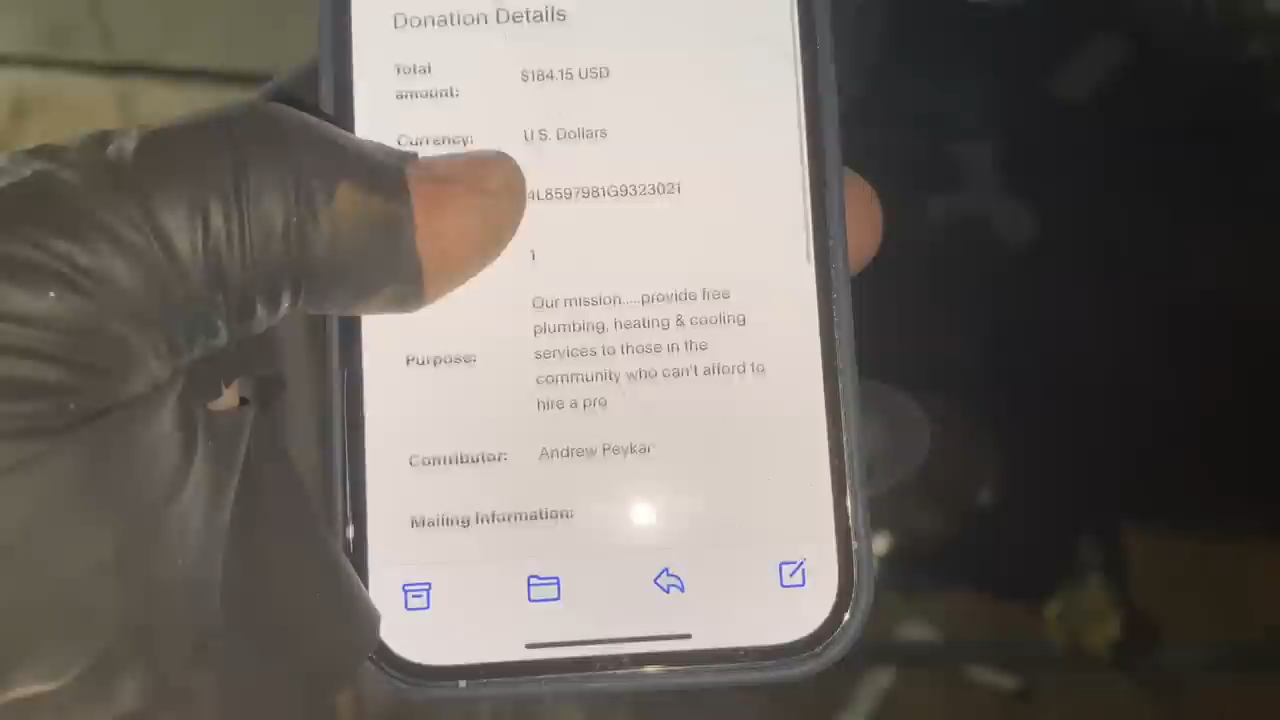 Donation Details
Total
amount:
$184.15 USD
Currency:
U.S. Dollars
4L8597981G9323021
1
Purpose:
Our mission.....provide free
plumbing, heating & cooling
services to those in the
community who can't afford to
hire a pro
Contributor:
Andrew Peykar
Mailing Information: